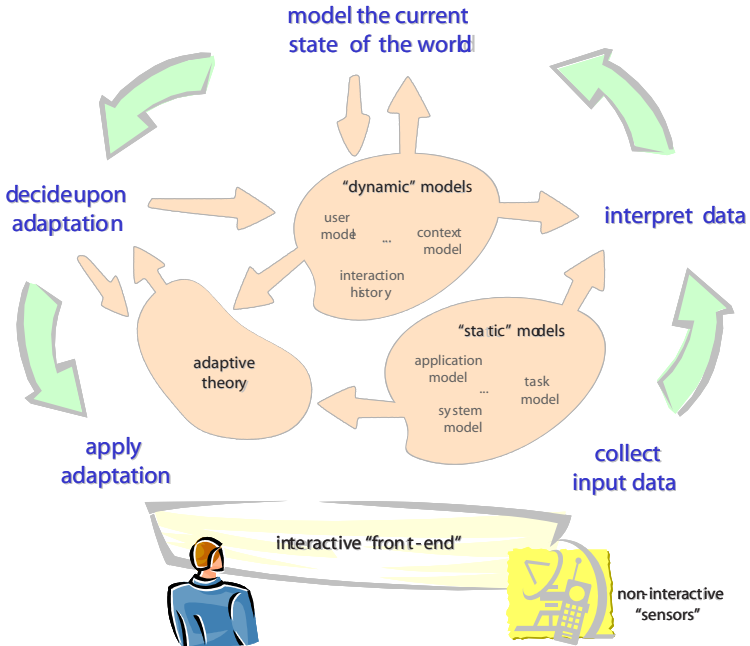 model the current
state of the world
decide upon
adaptation
"dynamic" models
user
model
...
context
model
interaction
history
interpret data
"static" models
application
model
...
task
model
system
model
adaptive
theory
apply
adaptation
collect
input data
interactive "front-end"
non-interactive
"sensors"